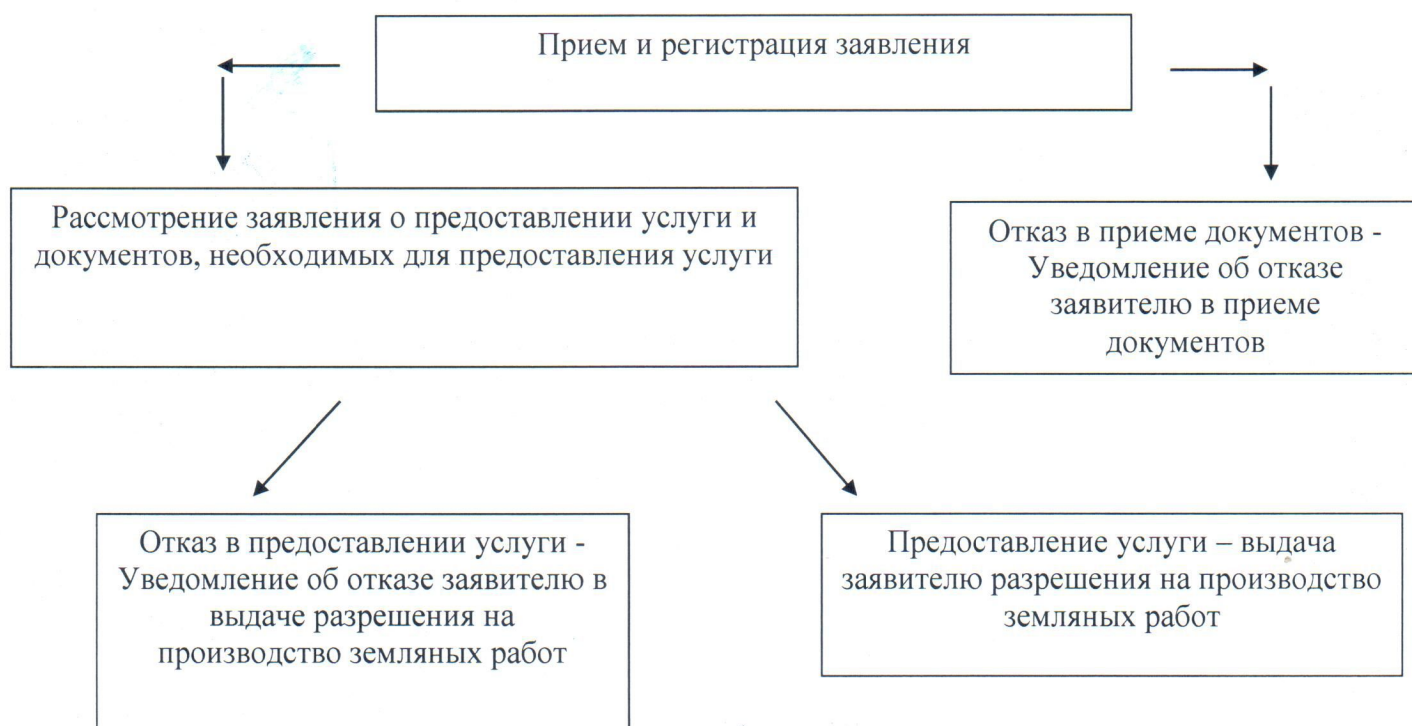 Прием и регистрация заявления
Рассмотрение заявления о предоставлении услуги и
документов, необходимых для предоставления услуги
Отказ в приеме документов -
Уведомление об отказе
заявителю в приеме
документов
Отказ в предоставлении услуги -
Уведомление об отказе заявителю в
выдаче разрешения на
производство земляных работ
Предоставление услуги – выдача
заявителю разрешения на производство
земляных работ